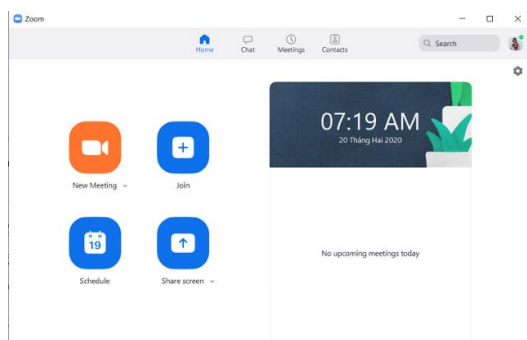 Zoom
Home
Chat
Meetings
Contacts
Search
New Meeting
Join
07:19 AM
20 Tháng Hai 2020
19
Schedule
Share screen
No upcoming meetings today